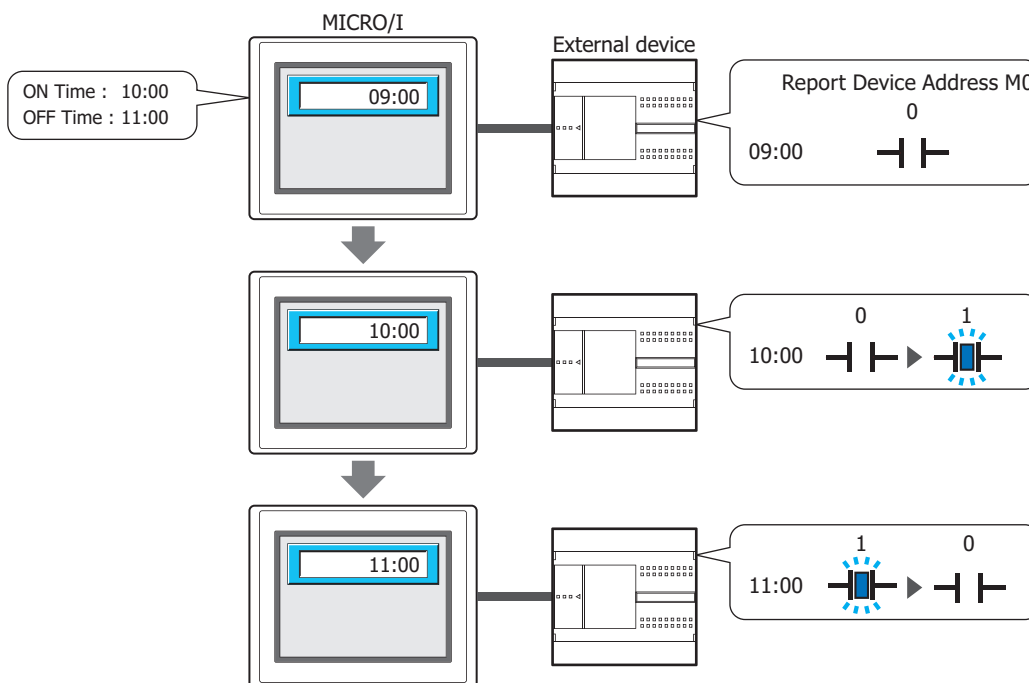 MICRO/I
External device
ON Time : 10:00
OFF Time : 11:00
09:00
Report Device Address M0
0
09:00
10:00
0 1
10:00
11:00
1 0
11:00